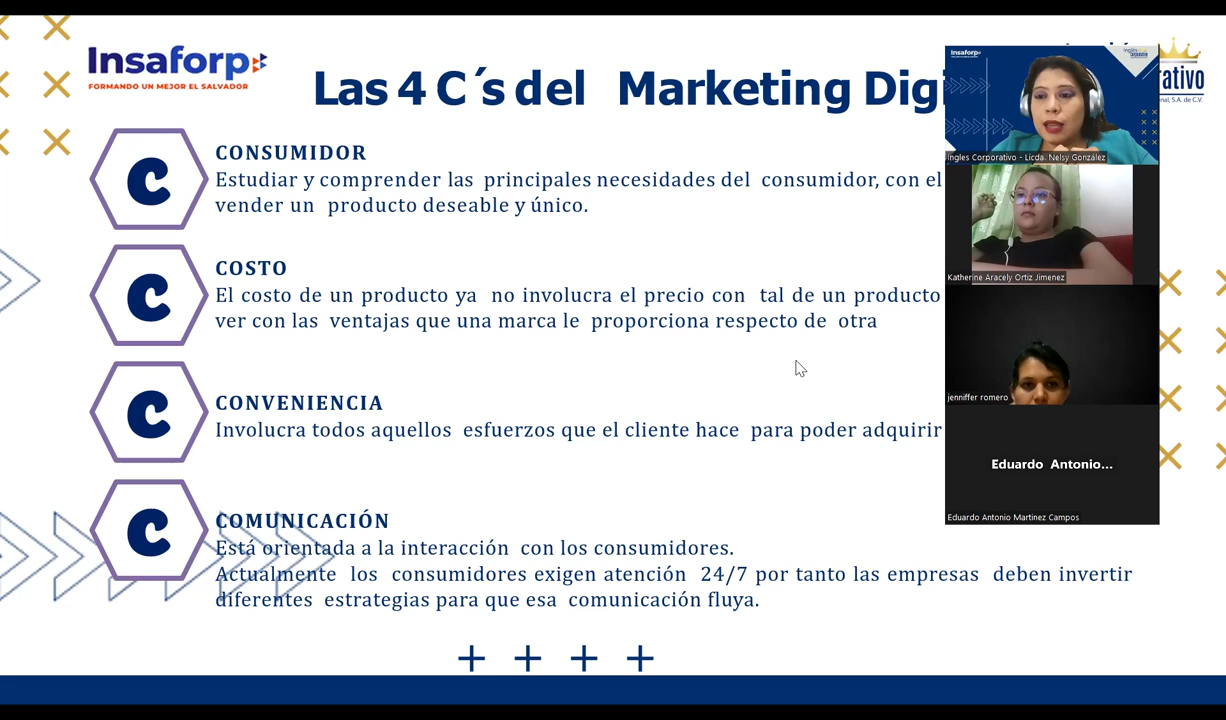 Insaforp
FORMANDO UN MEJOR EL SALVADOR
Las 4 C´s del Marketing Digi
rativo
nal, S.A. de C.V.
C
CONSUMIDOR
Estudiar y comprender las principales necesidades del consumidor, con el
vender un producto deseable y único.
C
COSTO
El costo de un producto ya no involucra el precio con tal de un producto
ver con las ventajas que una marca le proporciona respecto de otra
C
CONVENIENCIA
Involucra todos aquellos esfuerzos que el cliente hace para poder adquirir
C
COMUNICACIÓN
Está orientada a la interacción con los consumidores.
Actualmente los consumidores exigen atención 24/7 por tanto las empresas deben invertir
diferentes estrategias para que esa comunicación fluya.
Insaforp
Ingles Corporativo - Licda. Nelsy González
Katherine Aracely Ortiz Jimenez
jenniffer romero
Eduardo Antonio...
Eduardo Antonio Martinez Campos